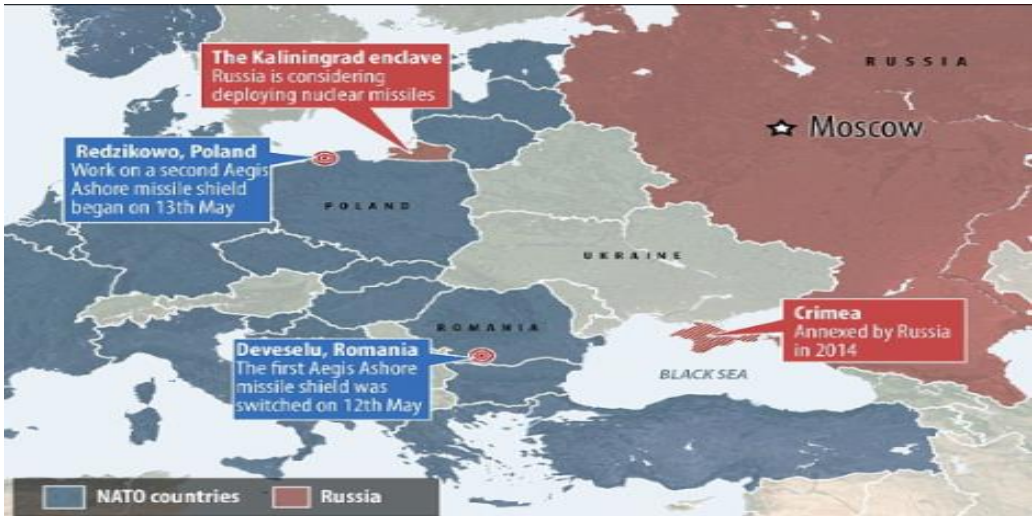 The Kaliningrad enclave
Russia is considering
deploying nuclear missiles
RUSSIA
Moscow
Redzikowo, Poland
Work on a second Aegis
Ashore missile shield
began on 13th May
POLAND
UKRAINE
ROMANIA
Crimea
Annexed by Russia
in 2014
Deveselu, Romania
The first Aegis Ashore
missile shield was
switched on 12th May
BLACK SEA
NATO countries
Russia